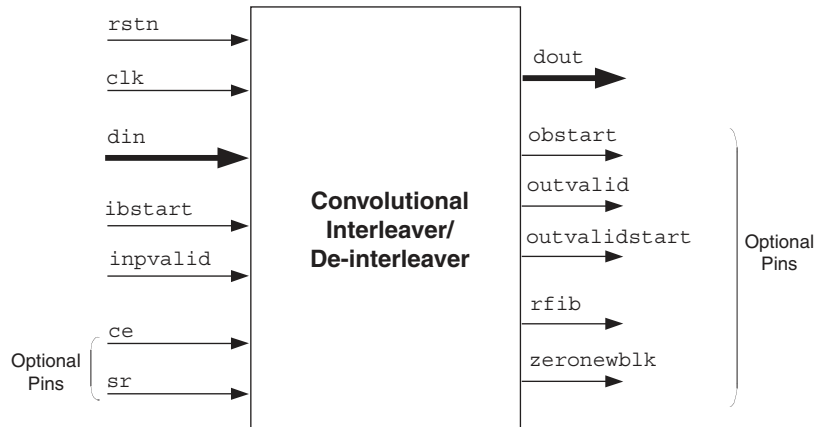 rstn
clk
din
ibstart
inpvalid
Optional
Pins
ce
sr
Convolutional
Interleaver/
De-interleaver
dout
obstart
outvalid
outvalidstart
rfib
zeronewblk
Optional
Pins